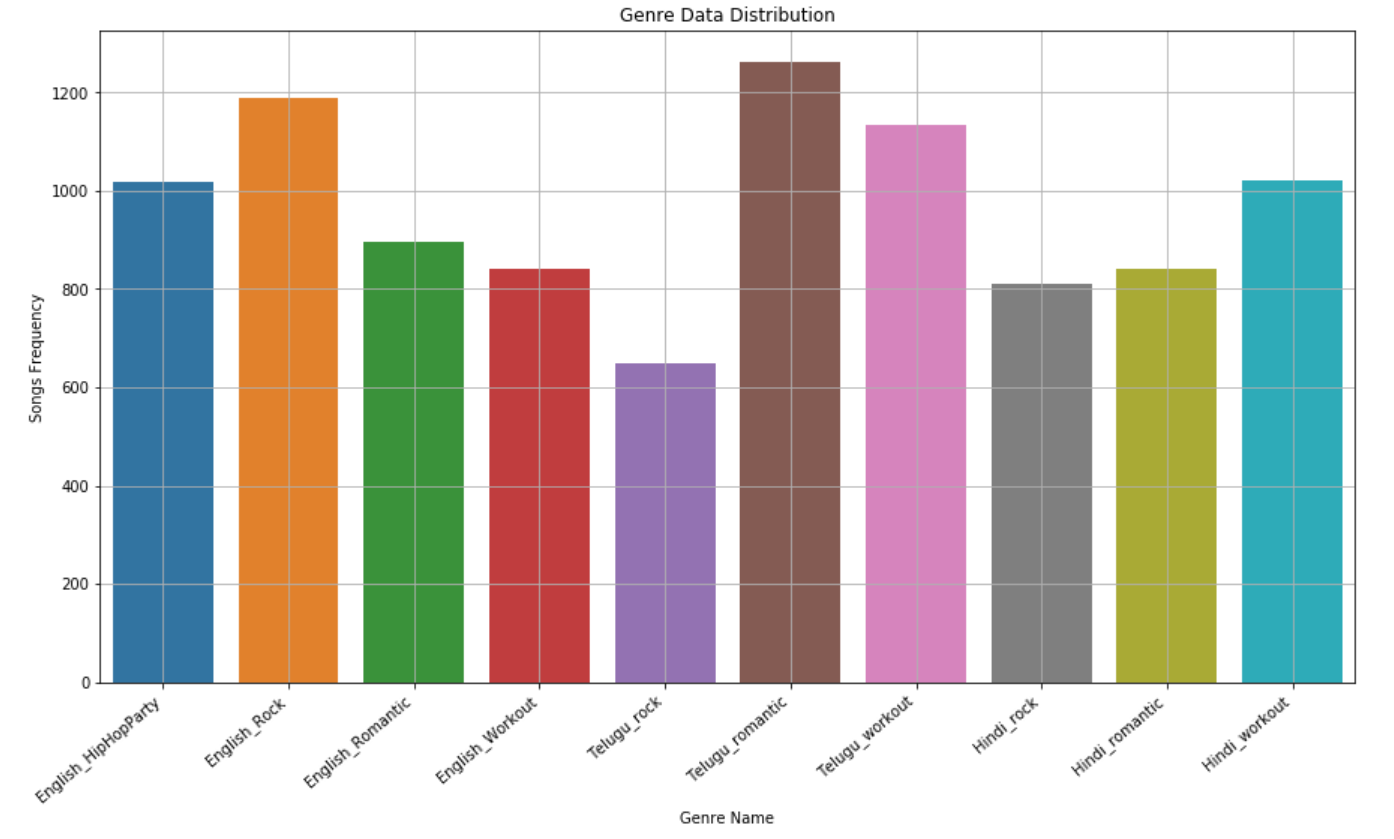 Genre Data Distribution
Songs Frequency
1200
1000
800
600
400
200
0
English_HipHopParty
English_Rock
English_Romantic
English_Workout
Telugu_rock
Telugu_romantic
Telugu_workout
Hindi_rock
Hindi_romantic
Hindi_workout
Genre Name